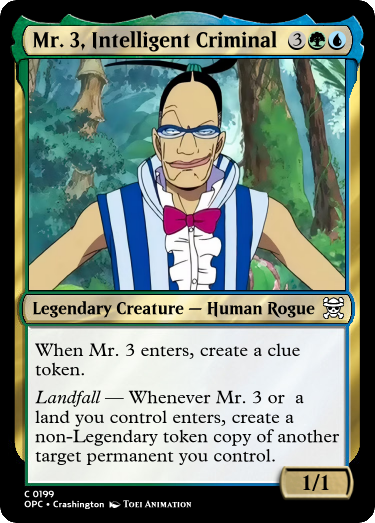 Mr. 3, Intelligent Criminal 3
Legendary Creature — Human Rogue
When Mr. 3 enters, create a clue
token.
Landfall — Whenever Mr. 3 or a
land you control enters, create a
non-Legendary token copy of another
target permanent you control.
1/1
C 0199
OPC • Crashington TOEI ANIMATION